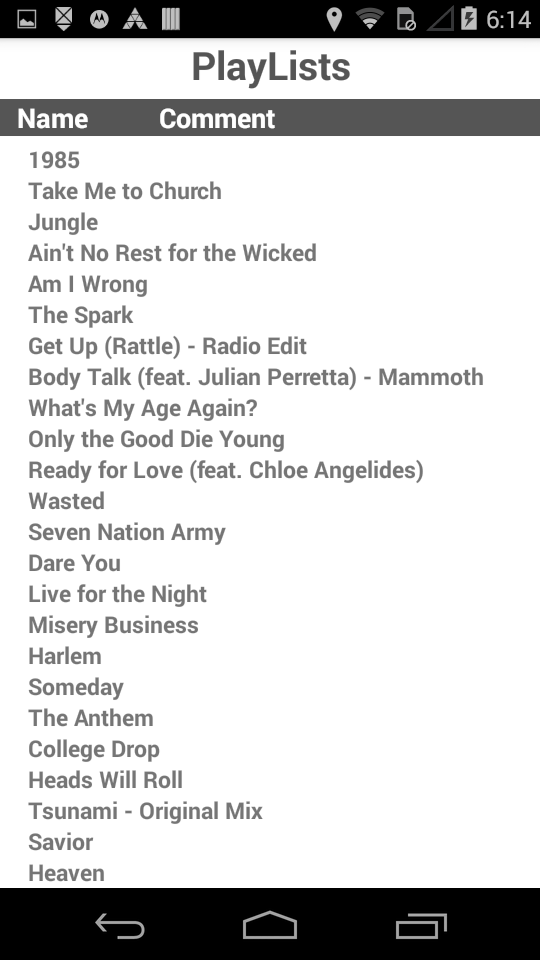 6:14
PlayLists
Name Comment
1985
Take Me to Church
Jungle
Ain't No Rest for the Wicked
Am I Wrong
The Spark
Get Up (Rattle) - Radio Edit
Body Talk (feat. Julian Perretta) - Mammoth
What's My Age Again?
Only the Good Die Young
Ready for Love (feat. Chloe Angelides)
Wasted
Seven Nation Army
Dare You
Live for the Night
Misery Business
Harlem
Someday
The Anthem
College Drop
Heads Will Roll
Tsunami - Original Mix
Savior
Heaven